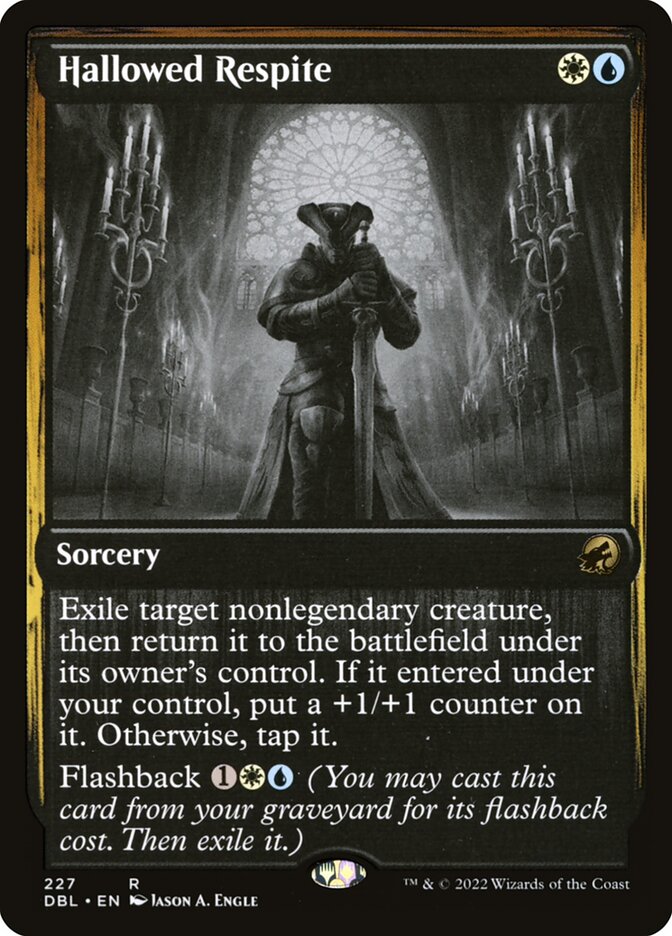 Hallowed Respite
Sorcery
Exile target nonlegendary creature,
then return it to the battlefield under
its owner's control. If it entered under
your control, put a +1/+1 counter on
it. Otherwise, tap it.
Flashback 1 (You may cast this
card from your graveyard for its flashback
cost. Then exile it.)
227 R
DBL • EN Jason A. Engle
™ & © 2022 Wizards of the Coast